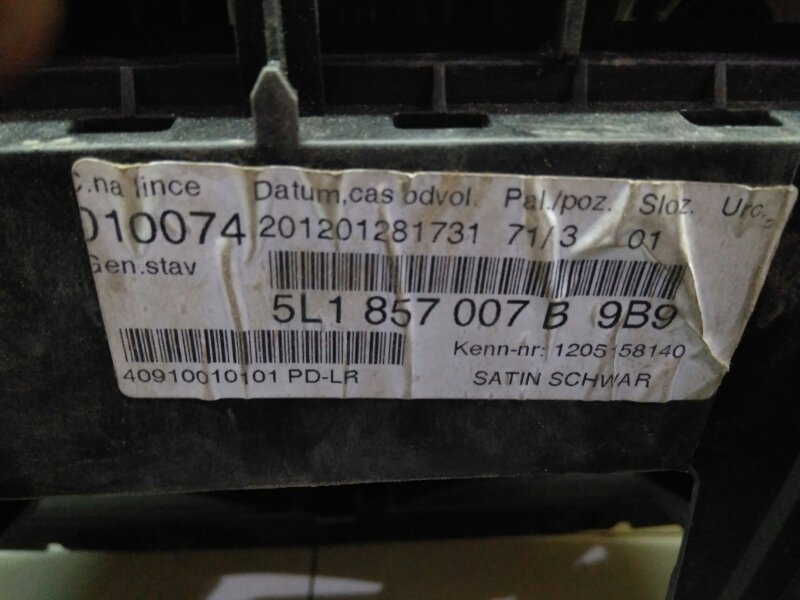 C.na lince Datum,cas odvol. Pal./poz. Sloz. Urc.
010074 201201281731 71/3 01
Gen.stav
5L1 857 007 B 9B9
Kenn-nr: 1205158140
40910010101 PD-LR SATIN SCHWAR